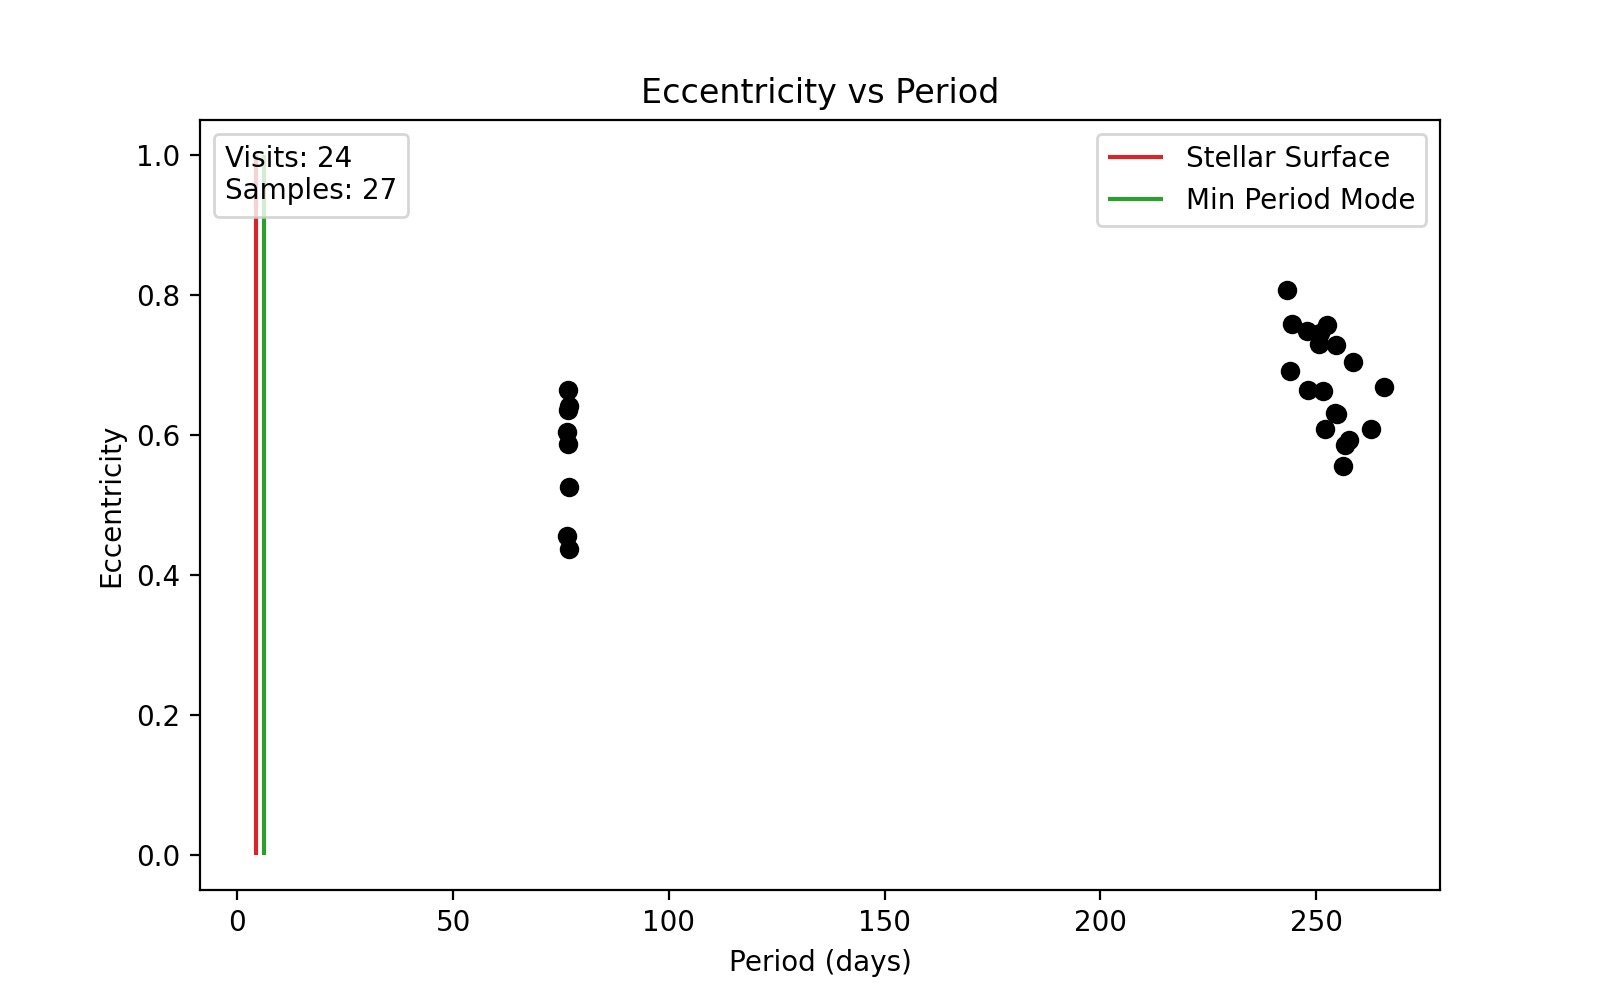 Eccentricity vs Period
Visits: 24
Samples: 27
Stellar Surface
Min Period Mode
1.0
0.8
0.6
0.4
0.2
0.0
Eccentricity
0
50
100
150
200
250
Period (days)